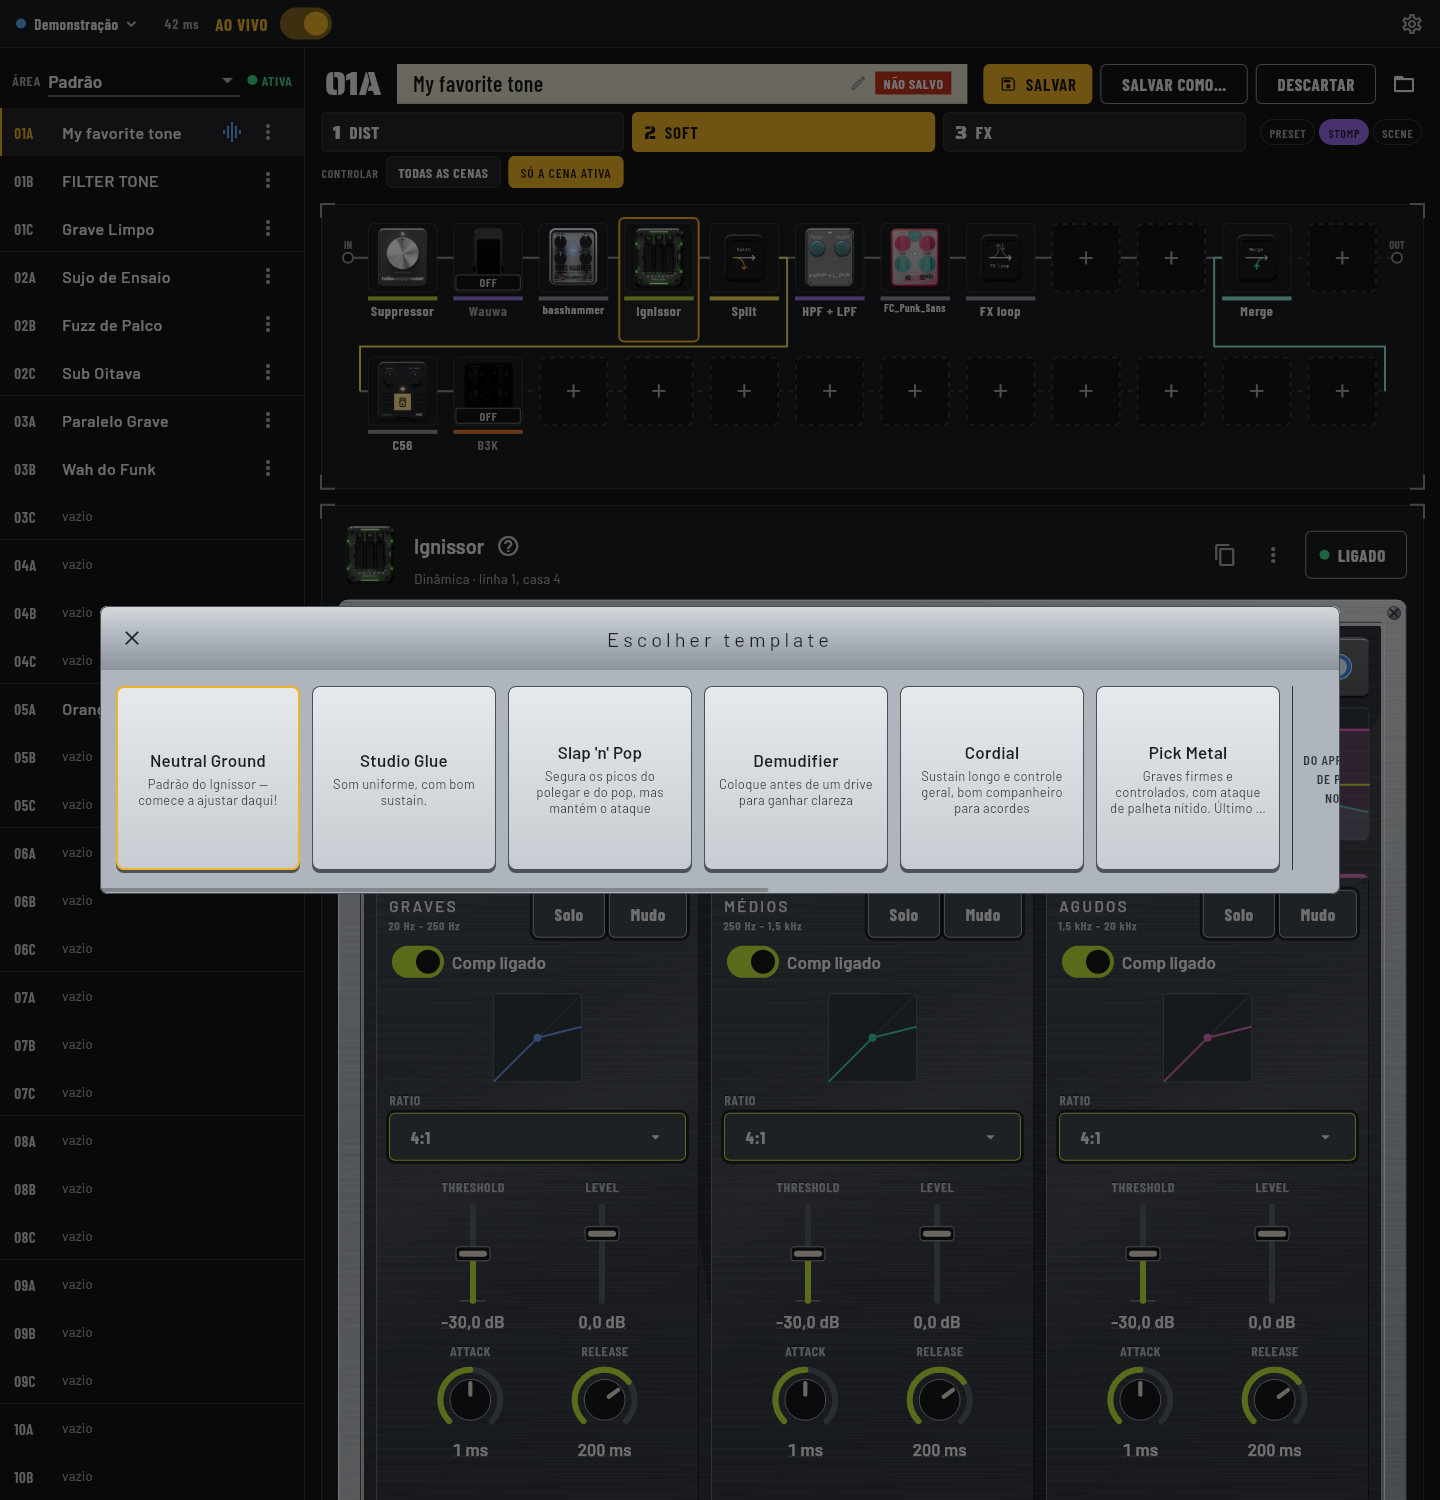 Demonstração
42 ms
AO VIVO
ÁREA
Padrão
ATIVA
01A
My favorite tone
NÃO SALVO
SALVAR
SALVAR COMO...
DESCARTAR
1 DIST
2 SOFT
3 FX
PRESET
STOMP
SCENE
CONTROLAR
TODAS AS CENAS
SÓ A CENA ATIVA
01A My favorite tone
01B FILTER TONE
01C Grave Limpo
02A Sujo de Ensaio
02B Fuzz de Palco
02C Sub Oitava
03A Paralelo Grave
03B Wah do Funk
03C vazio
04A vazio
04B vazio
04C vazio
05A
05B vazio
05C vazio
06A vazio
06B vazio
06C vazio
07A vazio
07B vazio
07C vazio
08A vazio
08B vazio
08C vazio
09A vazio
09B vazio
09C vazio
10A vazio
10B vazio
IN
OUT
OFF
Split
FX Loop
Merge
Suppressor
Wauwa
basshammer
Ignissor
Split
HPF + LPF
FC_Punk_Sans
FX loop
Merge
OFF
C56
B3K
Ignissor
Dinâmica · linha 1, casa 4
LIGADO
Escolher template
Neutral Ground
Padrão do Ignissor —
comece a ajustar daqui!
Studio Glue
Som uniforme, com bom
sustain.
Slap 'n' Pop
Segura os picos do
polegar e do pop, mas
mantém o ataque
Demudifier
Coloque antes de um drive
para ganhar clareza
Cordial
Sustain longo e controle
geral, bom companheiro
para acordes
Pick Metal
Graves firmes e
controlados, com ataque
de palheta nítido. Último ...
GRAVES
20 Hz – 250 Hz
Solo
Mudo
Comp ligado
RATIO
4:1
THRESHOLD
LEVEL
-30,0 dB
0,0 dB
ATTACK
RELEASE
1 ms
200 ms
MÉDIOS
250 Hz – 1,5 kHz
Solo
Mudo
Comp ligado
RATIO
4:1
THRESHOLD
LEVEL
-30,0 dB
0,0 dB
ATTACK
RELEASE
1 ms
200 ms
AGUDOS
1,5 kHz – 20 kHz
Solo
Mudo
Comp ligado
RATIO
4:1
THRESHOLD
LEVEL
-30,0 dB
0,0 dB
ATTACK
RELEASE
1 ms
200 ms